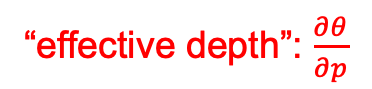 “effective depth”: ∂θ/∂p